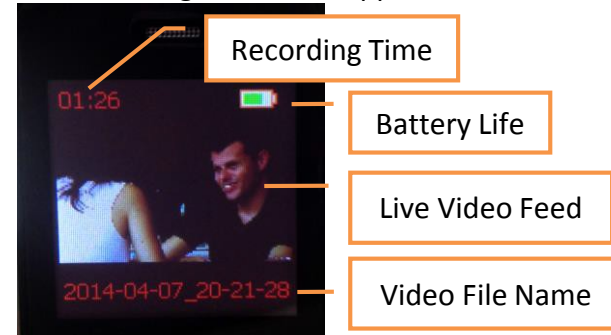 Recording Time
01:26
Battery Life
Live Video Feed
2014-04-07_20-21-28
Video File Name